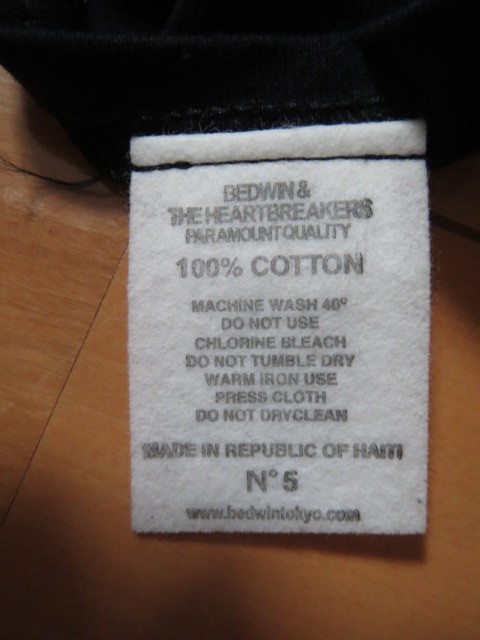 BEDWIN &
THE HEARTBREAKERS
PARAMOUNT QUALITY
100% COTTON
MACHINE WASH 40°
DO NOT USE
CHLORINE BLEACH
DO NOT TUMBLE DRY
WARM IRON USE
PRESS CLOTH
DO NOT DRYCLEAN
MADE IN REPUBLIC OF HAITI
N° 5
www.bedwintokyo.com